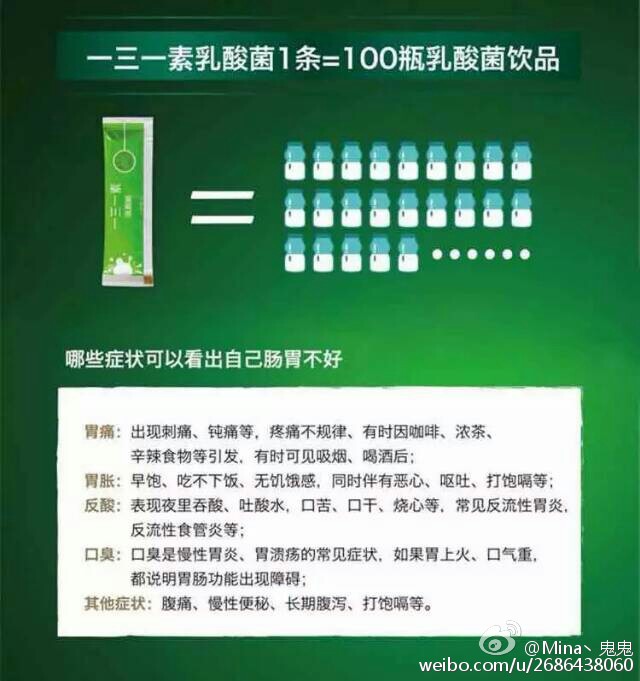 一三一素乳酸菌1条=100瓶乳酸菌饮品
一三一素
哪些症状可以看出自己肠胃不好
胃痛：出现刺痛、钝痛等，疼痛不规律、有时因咖啡、浓茶、
辛辣食物等引发，有时可见吸烟、喝酒后；
胃胀：早饱、吃不下饭、无饥饿感，同时伴有恶心、呕吐、打饱嗝等；
反酸：表现夜里吞酸、吐酸水，口苦、口干、烧心等，常见反流性胃炎，
反流性食管炎等；
口臭：口臭是慢性胃炎、胃溃疡的常见症状，如果胃上火、口气重，
都说明胃肠功能出现障碍；
其他症状：腹痛、慢性便秘、长期腹泻、打饱嗝等。
@Mina丶鬼鬼
weibo.com/u/2686438060